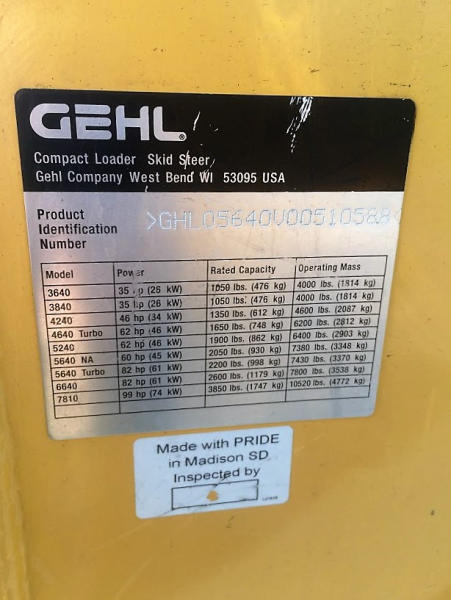 GEHL
Compact Loader Skid Steer
Gehl Company West Bend WI 53095 USA
Product Identification Number >GHL05640V00510588
Model Power Rated Capacity Operating Mass
3640 35 hp (26 kW) 1050 lbs. (476 kg) 4000 lbs. (1814 kg)
3840 35 hp (26 kW) 1050 lbs. (476 kg) 4000 lbs. (1814 kg)
4240 46 hp (34 kW) 1350 lbs. (612 kg) 4600 lbs. (2087 kg)
4640 Turbo 62 hp (46 kW) 1650 lbs. (748 kg) 6200 lbs. (2812 kg)
5240 62 hp (46 kW) 1900 lbs. (862 kg) 6400 lbs. (2903 kg)
5640 NA 60 hp (45 kW) 2050 lbs. (930 kg) 7380 lbs. (3348 kg)
5640 Turbo 82 hp (61 kW) 2200 lbs. (998 kg) 7430 lbs. (3370 kg)
6640 82 hp (61 kW) 2600 lbs. (1179 kg) 7800 lbs. (3538 kg)
7810 99 hp (74 kW) 3850 lbs. (1747 kg) 10520 lbs. (4772 kg)
Made with PRIDE
in Madison SD
Inspected by